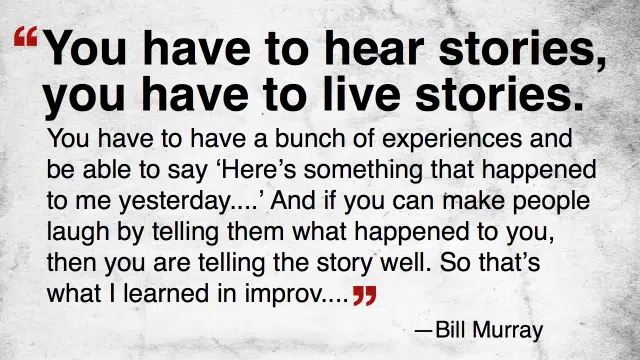 “You have to hear stories,
you have to live stories.
You have to have a bunch of experiences and
be able to say ‘Here’s something that happened
to me yesterday....’ And if you can make people
laugh by telling them what happened to you,
then you are telling the story well. So that’s
what I learned in improv....”
—Bill Murray